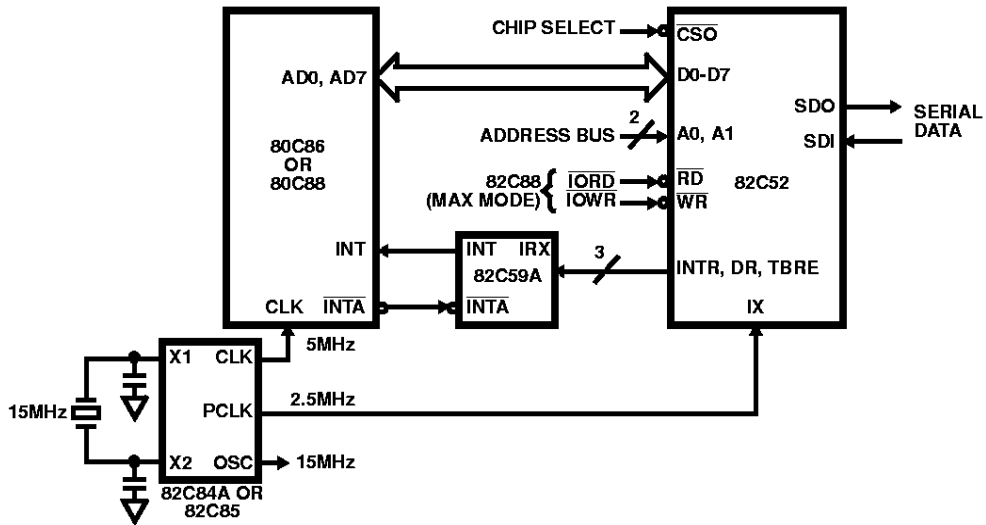 CHIP SELECT
CSO
AD0, AD7
D0-D7
SDO
SERIAL
DATA
SDI
2
ADDRESS BUS
A0, A1
80C86
OR
80C88
82C88
(MAX MODE)
{
IORD
IOWR
RD
WR
82C52
INT
INT
IRX
82C59A
3
INTR, DR, TBRE
CLK
INTA
INTA
IX
5MHz
X1
CLK
15MHz
PCLK
2.5MHz
X2
OSC
15MHz
82C84A OR
82C85